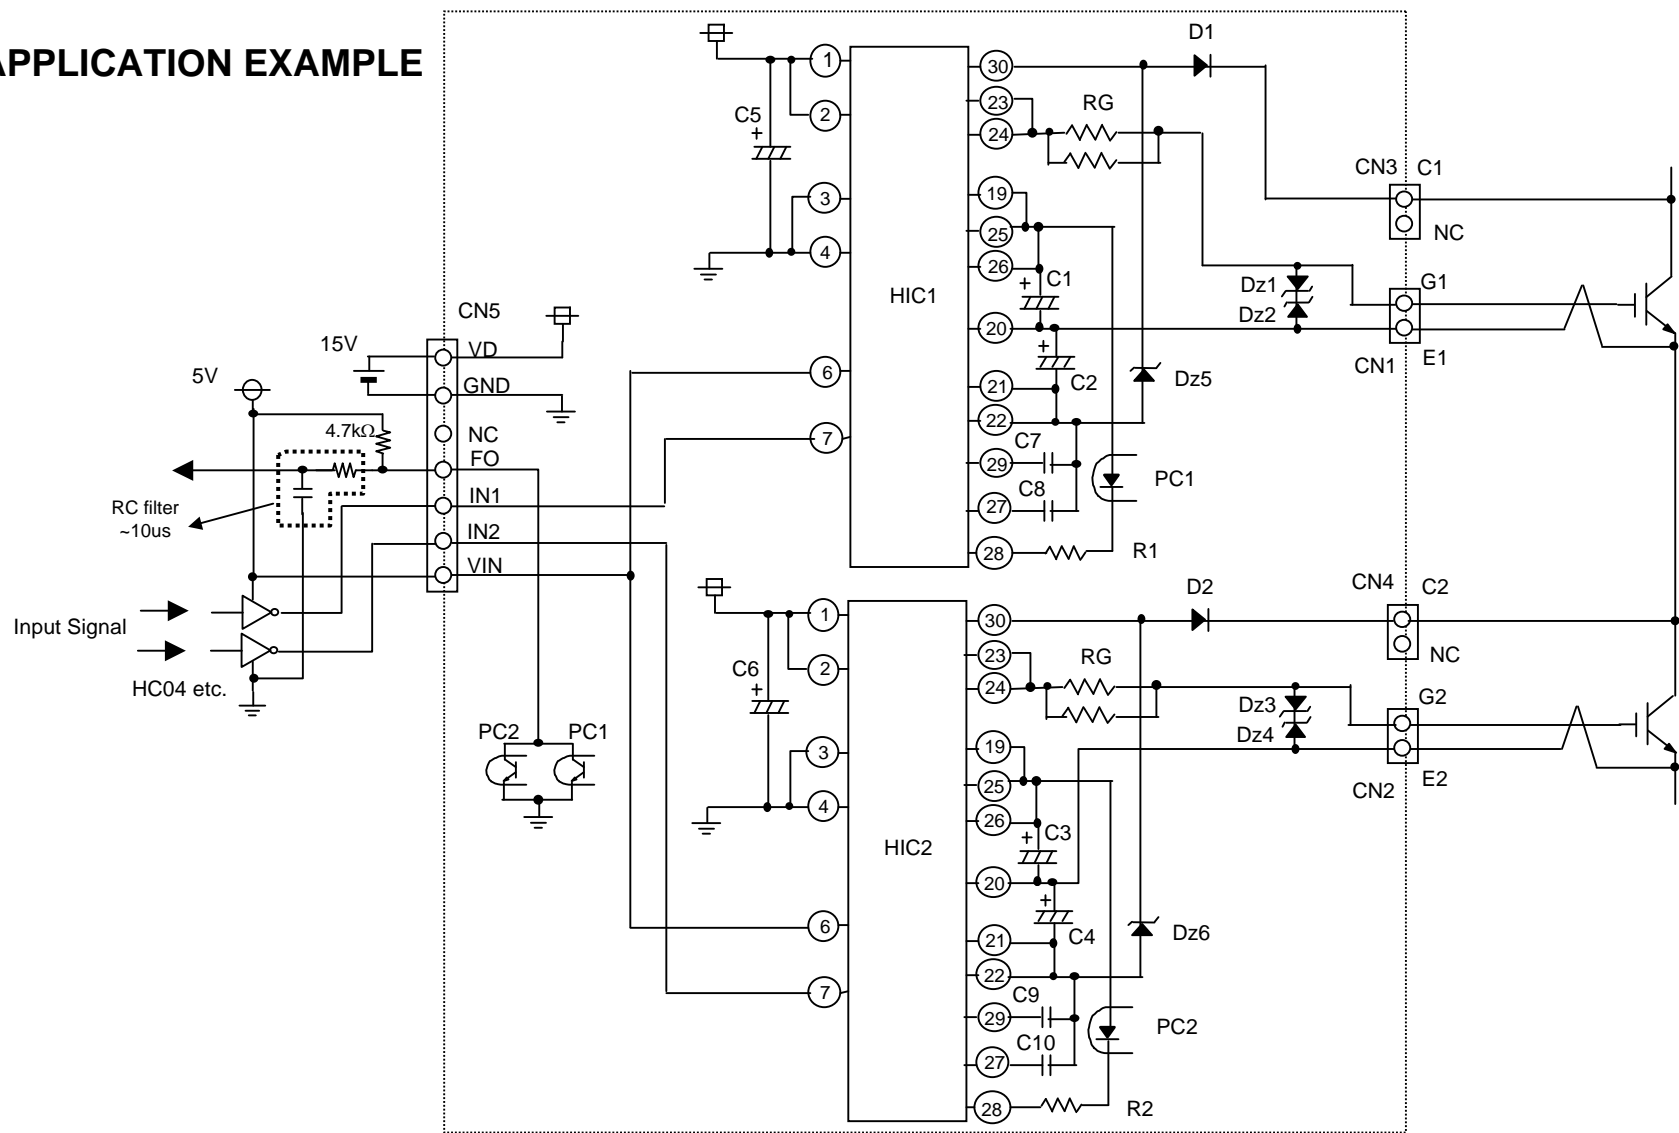 APPLICATION EXAMPLE
D1
1
30
23
RG
C5
+
2
24
CN3 C1
3
19
25
NC
4
26
HIC1
+ C1
Dz1
G1
Dz2
CN5
20
15V
VD
+
E1
CN1
5V
6
21
C2
Dz5
GND
22
4.7kΩ
NC
7
C7
FO
29
PC1
RC filter
~10us
IN1
C8
27
IN2
28
R1
VIN
D2
CN4 C2
Input Signal
1
30
23
RG
NC
C6
+
2
24
HC04 etc.
Dz3
G2
Dz4
PC2 PC1
3
19
25
E2
CN2
4
26
+ C3
HIC2
20
+
6
21
C4
Dz6
22
7
C9
29
PC2
C10
27
28
R2